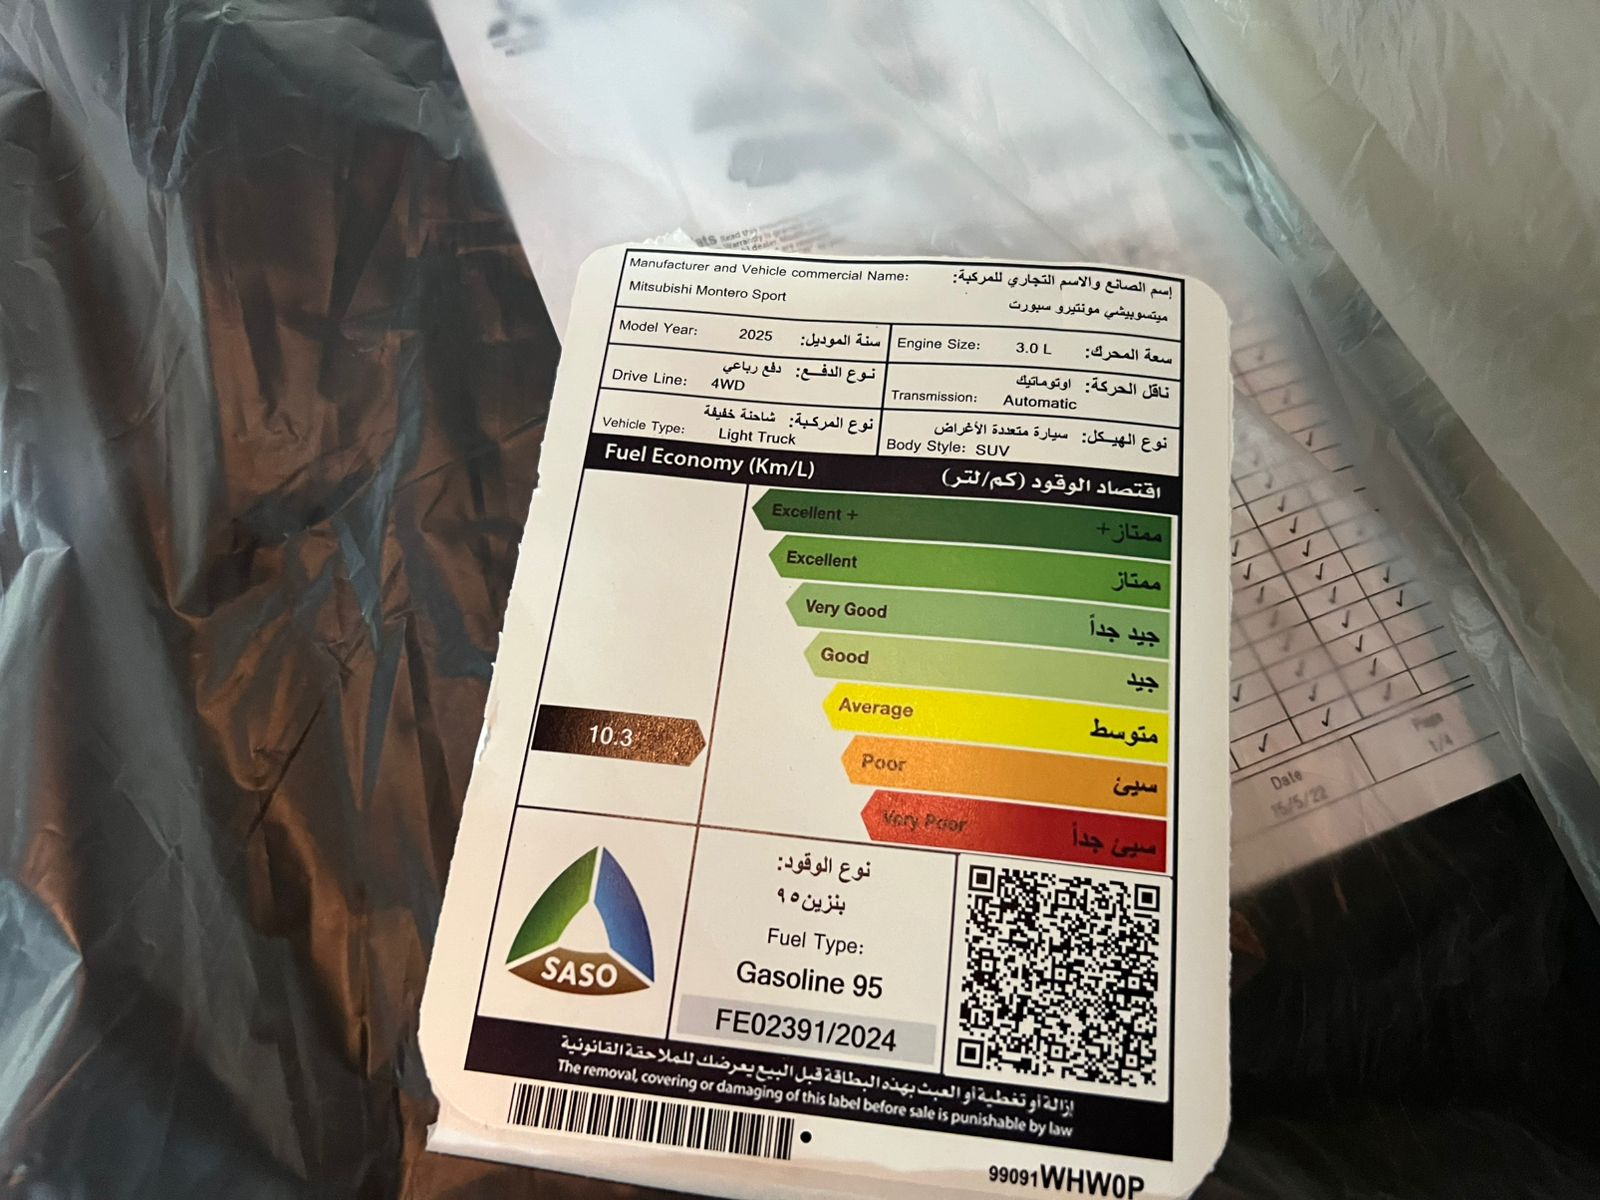 Manufacturer and Vehicle commercial Name: إسم الصانع والاسم التجاري للمركبة:
Mitsubishi Montero Sport ميتسوبيشي مونتيرو سبورت
Model Year: 2025 سنة الموديل:
Engine Size: 3.0 L سعة المحرك:
Drive Line: 4WD نوع الدفـع: دفع رباعي
Transmission: Automatic ناقل الحركة: اوتوماتيك
Vehicle Type: Light Truck نوع المركبة: شاحنة خفيفة
Body Style: SUV نوع الهيـكل: سيارة متعددة الأغراض
Fuel Economy (Km/L) اقتصاد الوقود (كم/لتر)
Excellent + ممتاز+
Excellent ممتاز
Very Good جيد جداً
Good جيد
Average متوسط
10.3
Poor سيئ
Very Poor سيئ جداً
SASO
نوع الوقود:
بنزين ٩٥
Fuel Type:
Gasoline 95
FE02391/2024
إزالة أو تغطية أو العبث بهذه البطاقة قبل البيع يعرضك للملاحقة القانونية
The removal, covering or damaging of this label before sale is punishable by law
99091WHW0P
Date
15/5/22
Page
1/4